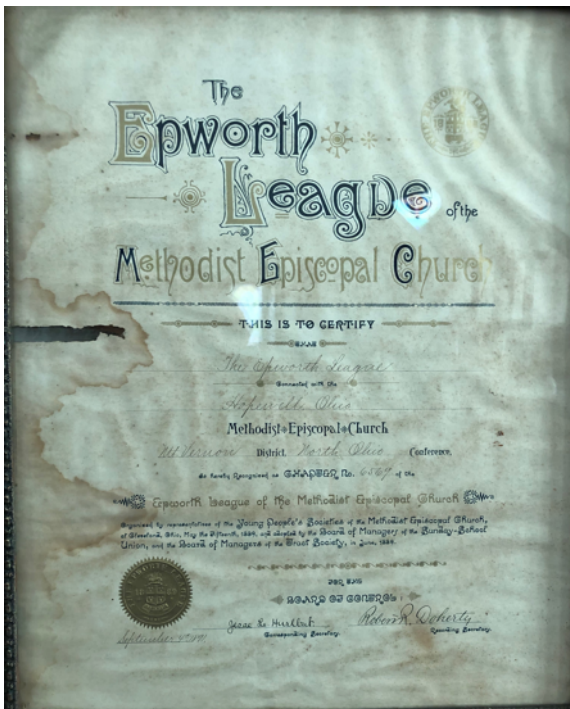 The
Epworth
League
of the
Methodist Episcopal Church
THIS IS TO CERTIFY
THAT
The Epworth League
Connected with the
Hopewell, Ohio
Methodist Episcopal Church
Mt Vernon District. North Ohio Conference,
is hereby Recognized as CHAPTER No. 6567 of the
Epworth League of the Methodist Episcopal Church
Organized by representatives of the Young People's Societies of the Methodist Episcopal Church,
at Cleveland, Ohio, May the Fifteenth, 1889, and adopted by the Board of Managers of the Sunday-School
Union, and the Board of Managers of the Tract Society, in June, 1889.
FOR THE
BOARD OF CONTROL
Jesse L. Hurlbut Robert R. Doherty
Corresponding Secretary. Recording Secretary.
September